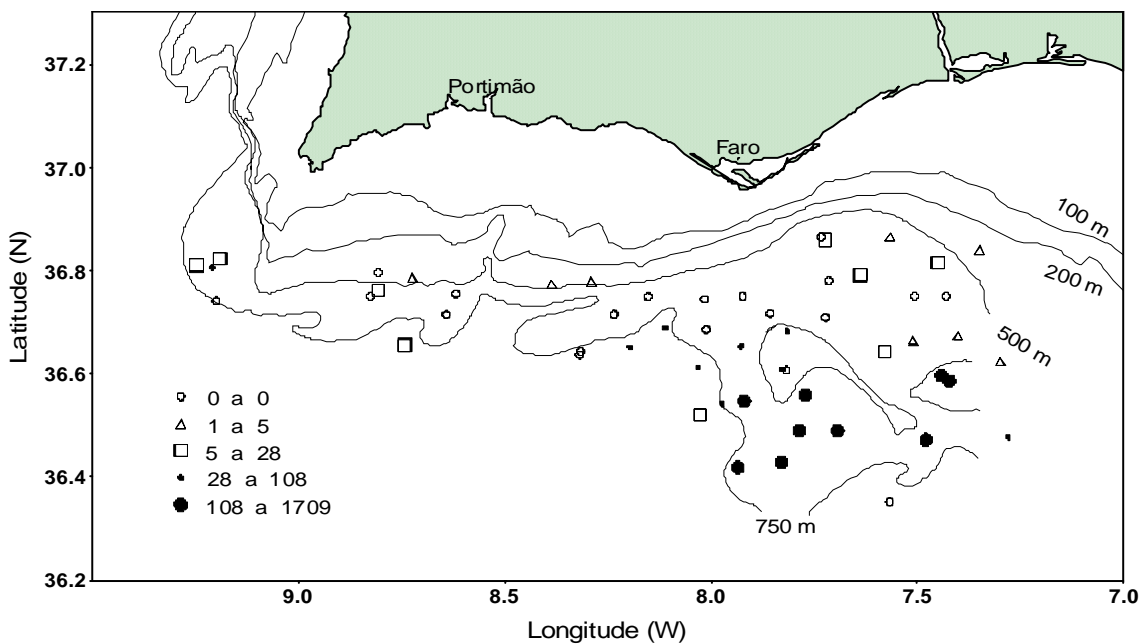 37.2
37.0
36.8
36.6
36.4
36.2
Latitude (N)
Portimão
Faro
100 m
200 m
500 m
750 m
0 a 0
1 a 5
5 a 28
28 a 108
108 a 1709
9.0
8.5
8.0
7.5
7.0
Longitude (W)